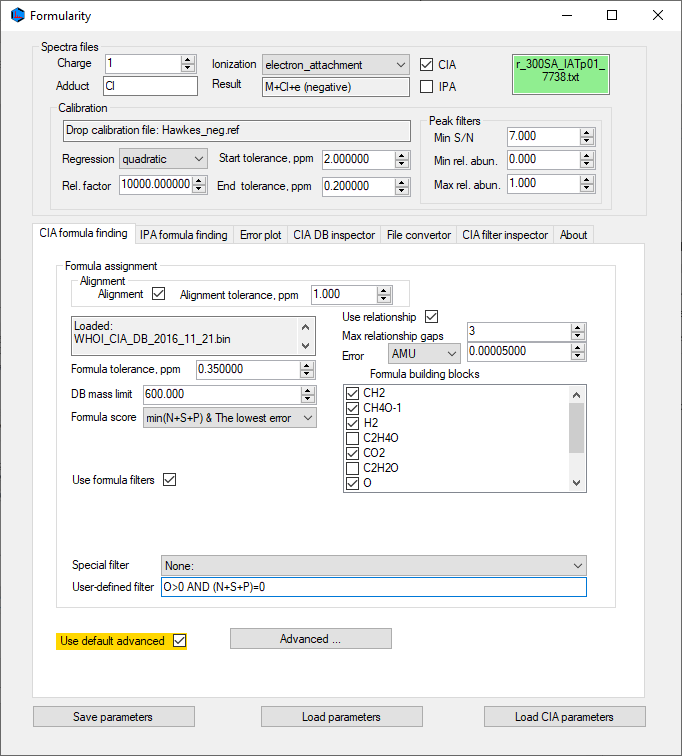 Formularity
Spectra files
Charge 1 Ionization electron_attachment CIA r_300SA_IATp01_
7738.txt
Adduct Cl Result M+Cl+e (negative) IPA
Calibration
Drop calibration file: Hawkes_neg.ref
Regression quadratic Start tolerance, ppm 2.000000
Rel. factor 10000.000000 End tolerance, ppm 0.200000
Peak filters
Min S/N 7.000
Min rel. abun. 0.000
Max rel. abun. 1.000
CIA formula finding IPA formula finding Error plot CIA DB inspector File convertor CIA filter inspector About
Formula assignment
Alignment
Alignment Alignment tolerance, ppm 1.000
Loaded:
WHOI_CIA_DB_2016_11_21.bin
Formula tolerance, ppm 0.350000
DB mass limit 600.000
Formula score min(N+S+P) & The lowest error
Use formula filters
Use relationship
Max relationship gaps 3
Error AMU 0.00005000
Formula building blocks
CH2
CH4O-1
H2
C2H4O
CO2
C2H2O
O
Special filter None:
User-defined filter O>0 AND (N+S+P)=0
Use default advanced Advanced ...
Save parameters Load parameters Load CIA parameters